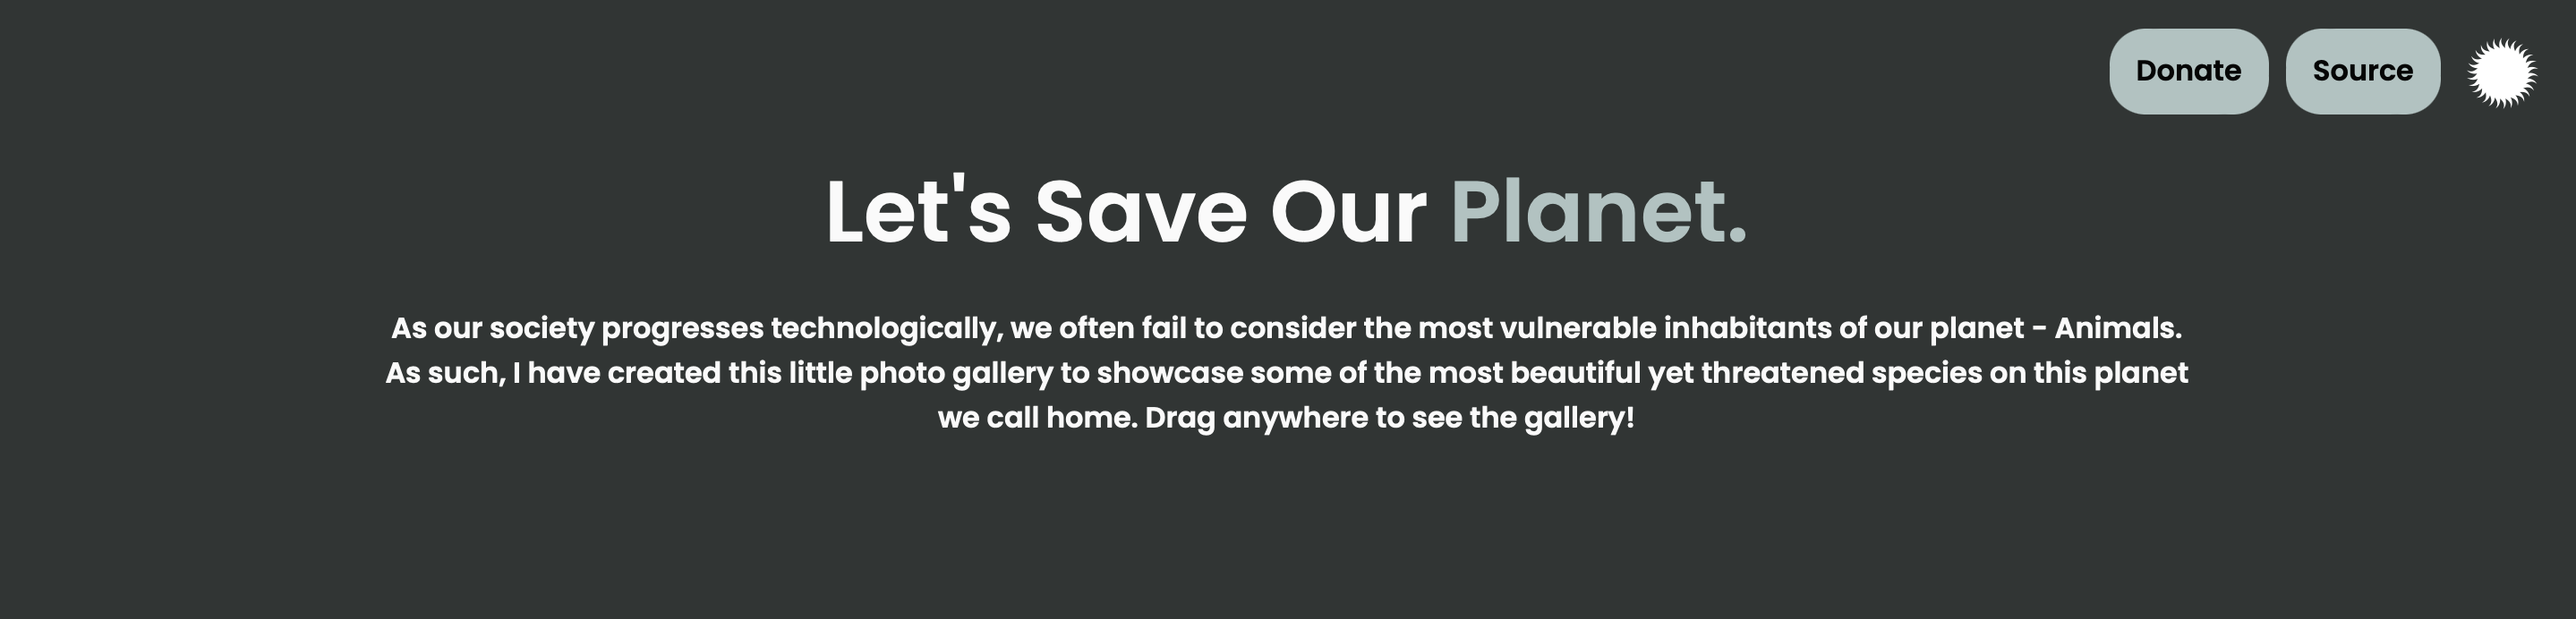 Donate
Source
Let's Save Our Planet.
As our society progresses technologically, we often fail to consider the most vulnerable inhabitants of our planet - Animals.
As such, I have created this little photo gallery to showcase some of the most beautiful yet threatened species on this planet
we call home. Drag anywhere to see the gallery!